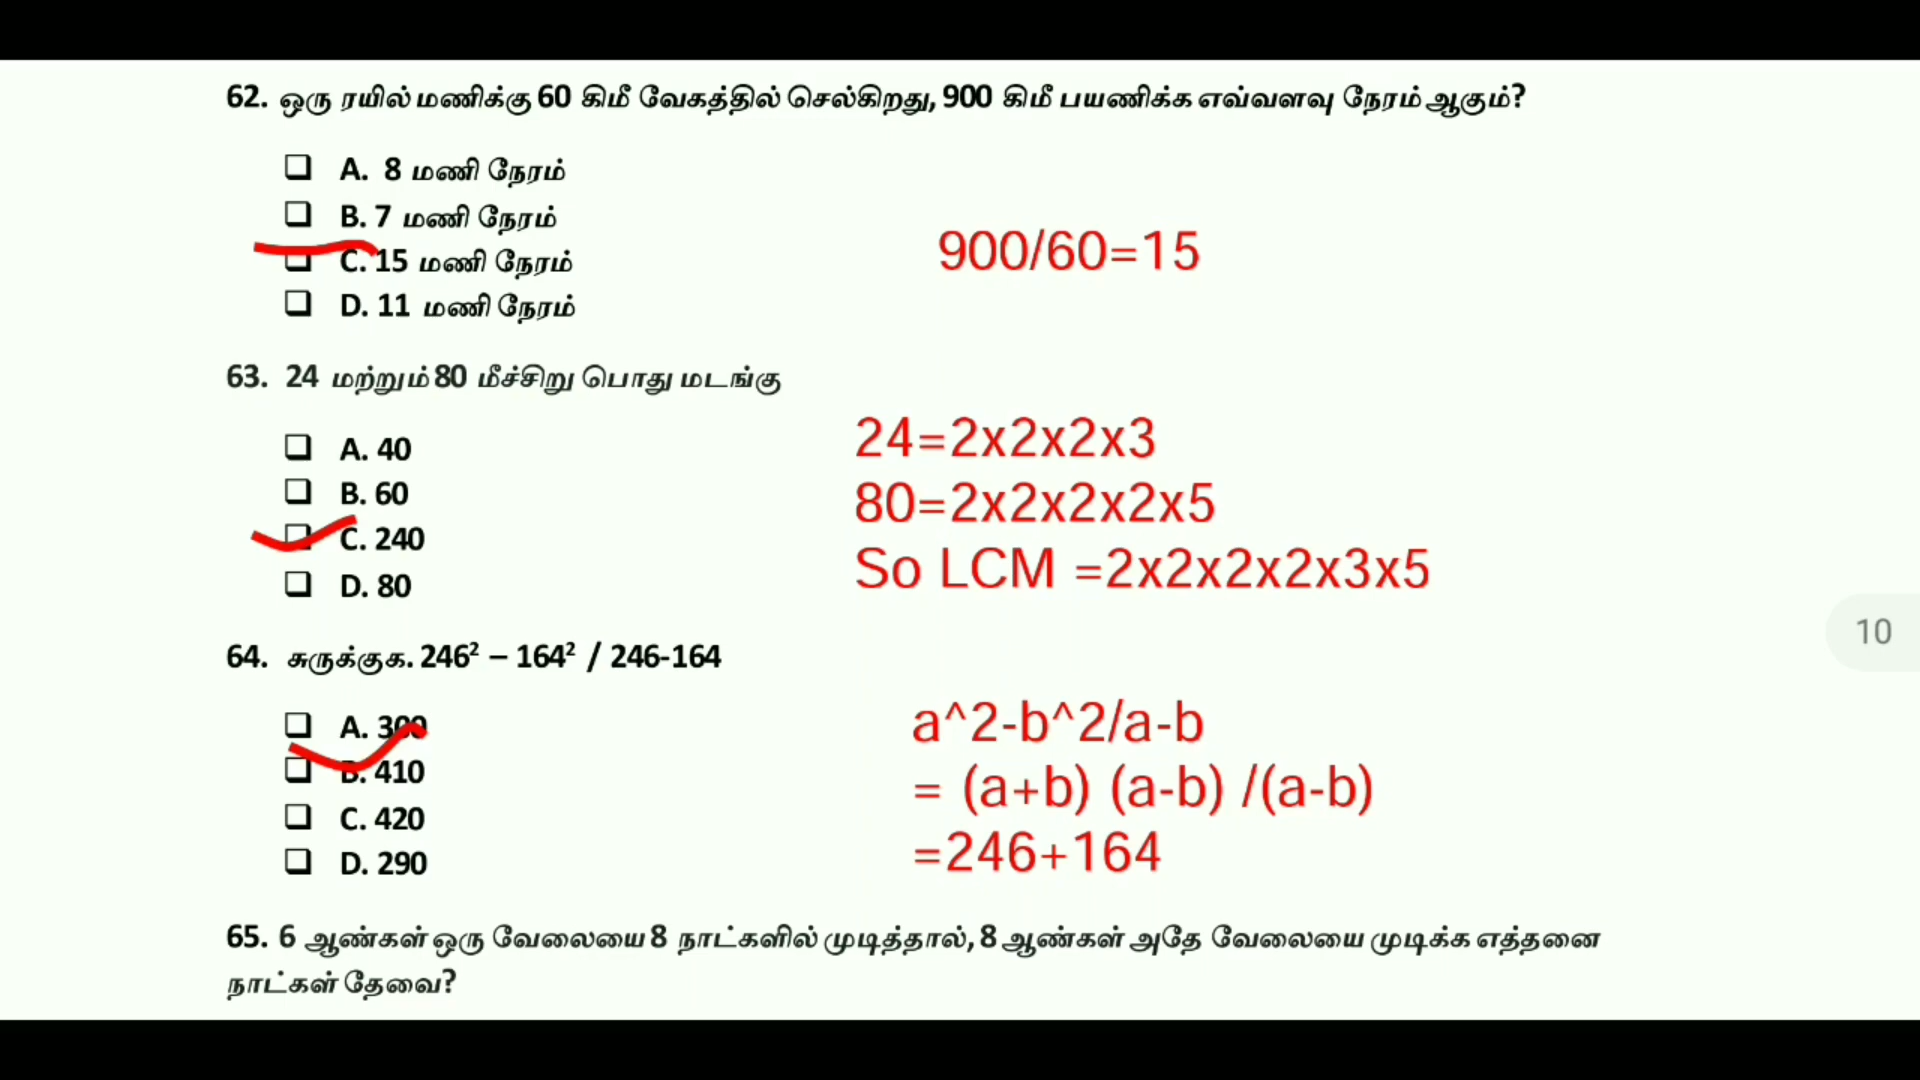 62. ஒரு ரயில் மணிக்கு 60 கிமீ வேகத்தில் செல்கிறது, 900 கிமீ பயணிக்க எவ்வளவு நேரம் ஆகும்?
❑ A. 8 மணி நேரம்
❑ B. 7 மணி நேரம்
❑ C. 15 மணி நேரம்
❑ D. 11 மணி நேரம்
900/60=15
63. 24 மற்றும் 80 மீச்சிறு பொது மடங்கு
❑ A. 40
❑ B. 60
❑ C. 240
❑ D. 80
24=2x2x2x3
80=2x2x2x2x5
So LCM =2x2x2x2x3x5
10
64. சுருக்குக. 246² – 164² / 246-164
❑ A. 300
❑ B. 410
❑ C. 420
❑ D. 290
a^2-b^2/a-b
= (a+b) (a-b) /(a-b)
=246+164
65. 6 ஆண்கள் ஒரு வேலையை 8 நாட்களில் முடித்தால், 8 ஆண்கள் அதே வேலையை முடிக்க எத்தனை
நாட்கள் தேவை?